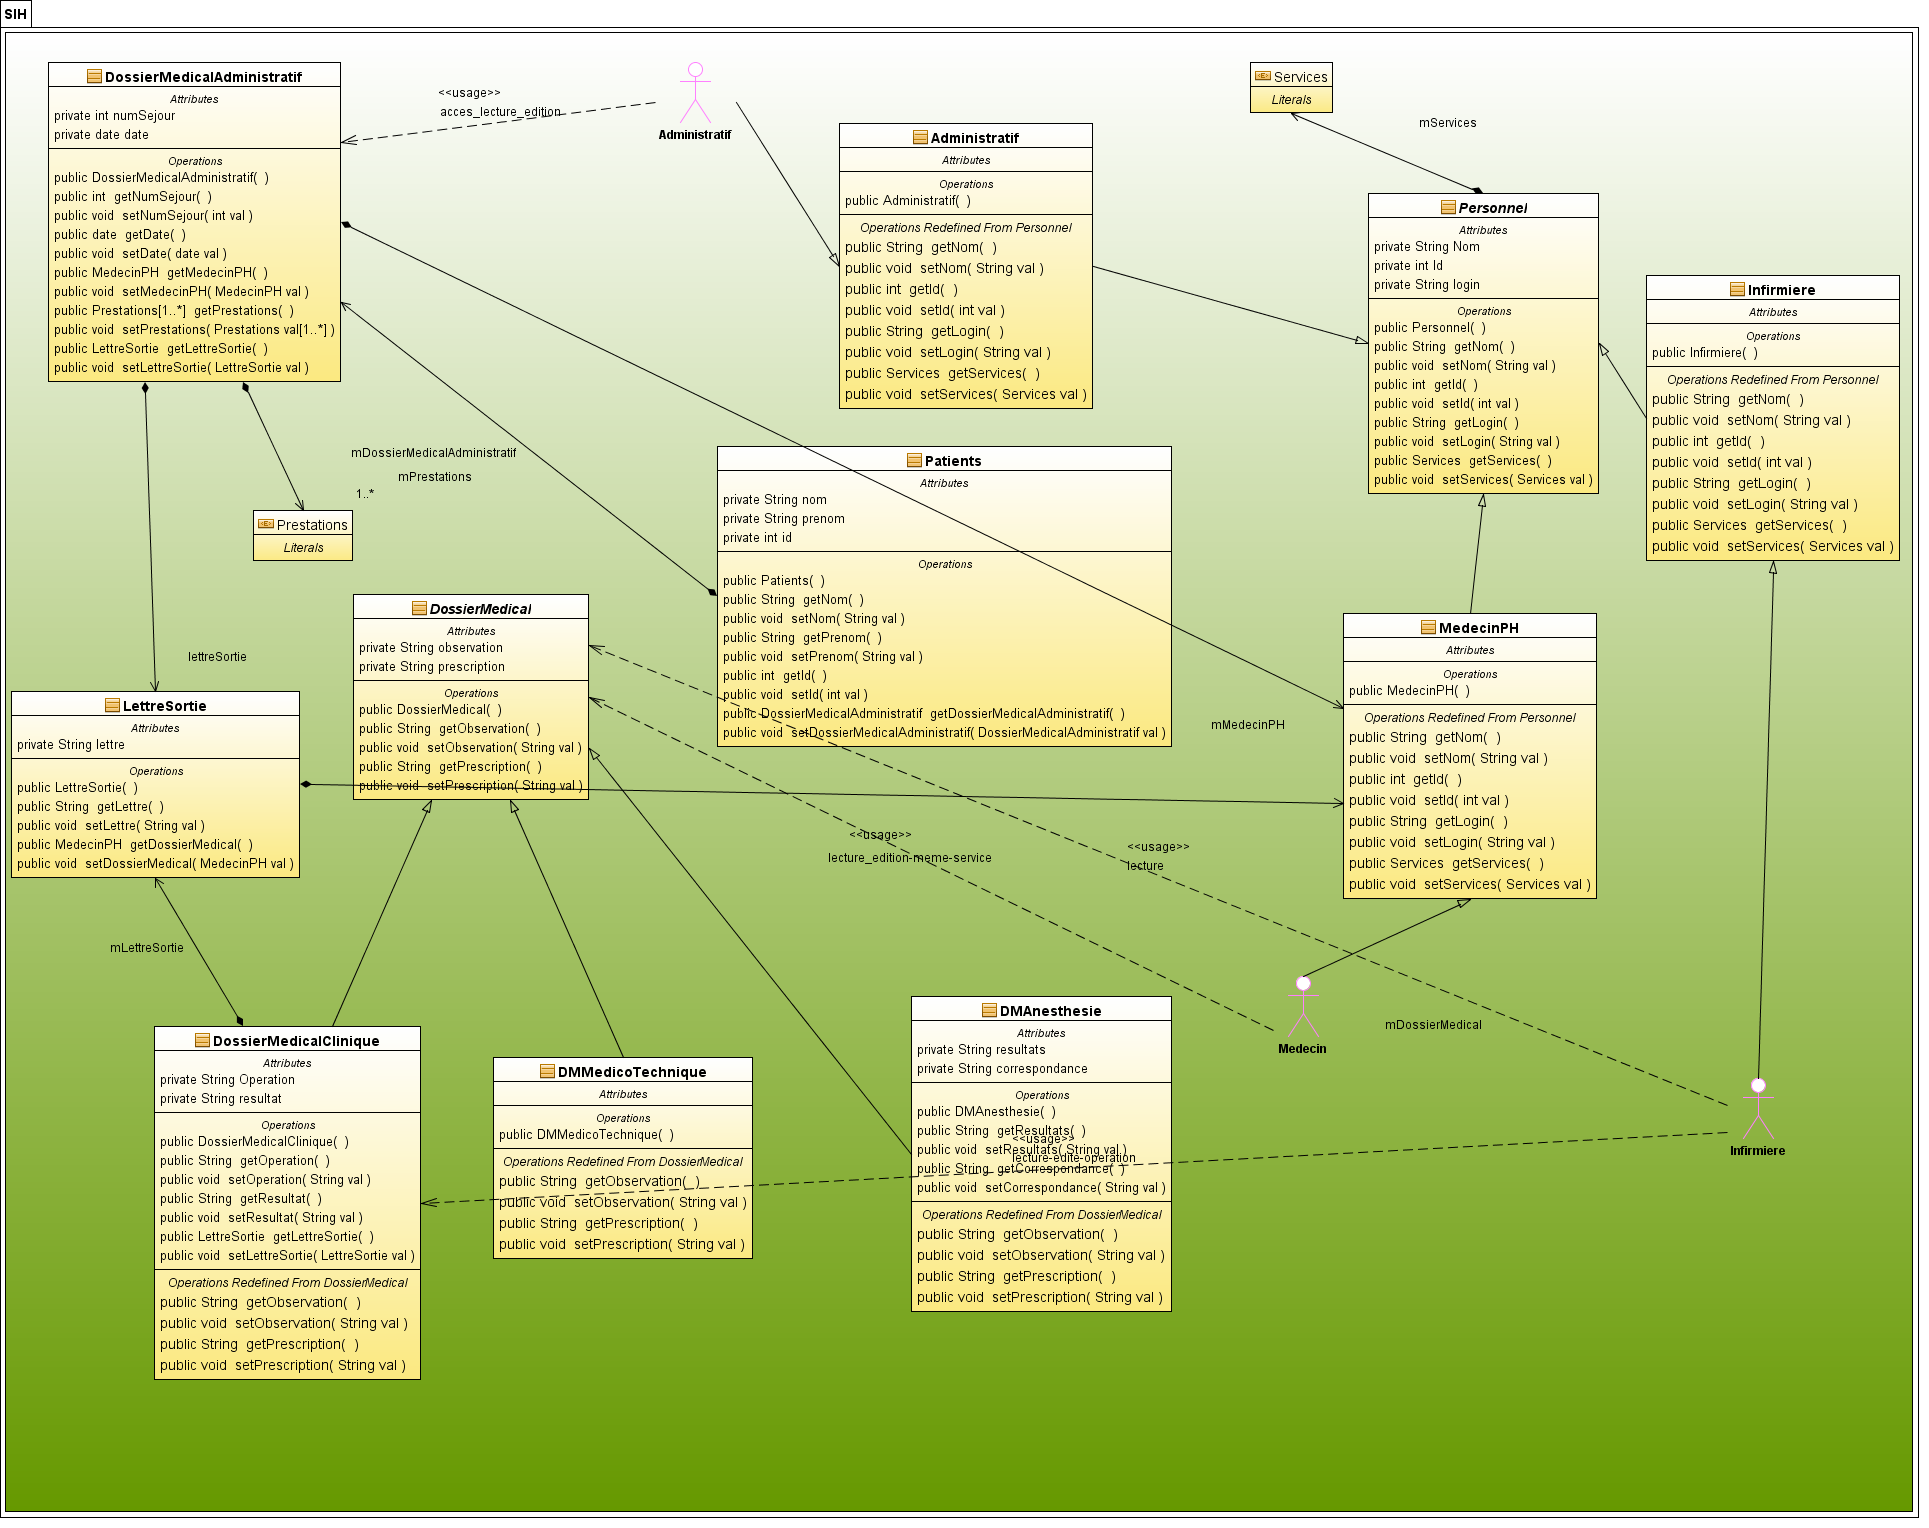 SIH
DossierMedicalAdministratif
Attributes
private int numSejour
private date date
Operations
public DossierMedicalAdministratif(  )
public int  getNumSejour(  )
public void  setNumSejour( int val )
public date  getDate(  )
public void  setDate( date val )
public MedecinPH  getMedecinPH(  )
public void  setMedecinPH( MedecinPH val )
public Prestations[1..*]  getPrestations(  )
public void  setPrestations( Prestations val[1..*] )
public LettreSortie  getLettreSortie(  )
public void  setLettreSortie( LettreSortie val )
<<usage>>
acces_lecture_edition
Administratif
Administratif
Attributes
Operations
public Administratif(  )
Operations Redefined From Personnel
public String  getNom(  )
public void  setNom( String val )
public int  getId(  )
public void  setId( int val )
public String  getLogin(  )
public void  setLogin( String val )
public Services  getServices(  )
public void  setServices( Services val )
Services
Literals
mServices
Personnel
Attributes
private String Nom
private int Id
private String login
Operations
public Personnel(  )
public String  getNom(  )
public void  setNom( String val )
public int  getId(  )
public void  setId( int val )
public String  getLogin(  )
public void  setLogin( String val )
public Services  getServices(  )
public void  setServices( Services val )
Infirmiere
Attributes
Operations
public Infirmiere(  )
Operations Redefined From Personnel
public String  getNom(  )
public void  setNom( String val )
public int  getId(  )
public void  setId( int val )
public String  getLogin(  )
public void  setLogin( String val )
public Services  getServices(  )
public void  setServices( Services val )
mDossierMedicalAdministratif
mPrestations
1..*
Prestations
Literals
Patients
Attributes
private String nom
private String prenom
private int id
Operations
public Patients(  )
public String  getNom(  )
public void  setNom( String val )
public String  getPrenom(  )
public void  setPrenom( String val )
public int  getId(  )
public void  setId( int val )
public DossierMedicalAdministratif  getDossierMedicalAdministratif(  )
public void  setDossierMedicalAdministratif( DossierMedicalAdministratif val )
DossierMedical
Attributes
private String observation
private String prescription
Operations
public DossierMedical(  )
public String  getObservation(  )
public void  setObservation( String val )
public String  getPrescription(  )
public void  setPrescription( String val )
lettreSortie
LettreSortie
Attributes
private String lettre
Operations
public LettreSortie(  )
public String  getLettre(  )
public void  setLettre( String val )
public MedecinPH  getDossierMedical(  )
public void  setDossierMedical( MedecinPH val )
mMedecinPH
MedecinPH
Attributes
Operations
public MedecinPH(  )
Operations Redefined From Personnel
public String  getNom(  )
public void  setNom( String val )
public int  getId(  )
public void  setId( int val )
public String  getLogin(  )
public void  setLogin( String val )
public Services  getServices(  )
public void  setServices( Services val )
<<usage>>
lecture_edition-meme-service
<<usage>>
lecture
mLettreSortie
mDossierMedical
Medecin
Infirmiere
DossierMedicalClinique
Attributes
private String Operation
private String resultat
Operations
public DossierMedicalClinique(  )
public String  getOperation(  )
public void  setOperation( String val )
public String  getResultat(  )
public void  setResultat( String val )
public LettreSortie  getLettreSortie(  )
public void  setLettreSortie( LettreSortie val )
Operations Redefined From DossierMedical
public String  getObservation(  )
public void  setObservation( String val )
public String  getPrescription(  )
public void  setPrescription( String val )
DMMedicoTechnique
Attributes
Operations
public DMMedicoTechnique(  )
Operations Redefined From DossierMedical
public String  getObservation(  )
public void  setObservation( String val )
public String  getPrescription(  )
public void  setPrescription( String val )
DMAnesthesie
Attributes
private String resultats
private String correspondance
Operations
public DMAnesthesie(  )
public String  getResultats(  )
<<usage>>
public void  setResultats( String val )
lecture-edite-operation
public String  getCorrespondance(  )
public void  setCorrespondance( String val )
Operations Redefined From DossierMedical
public String  getObservation(  )
public void  setObservation( String val )
public String  getPrescription(  )
public void  setPrescription( String val )